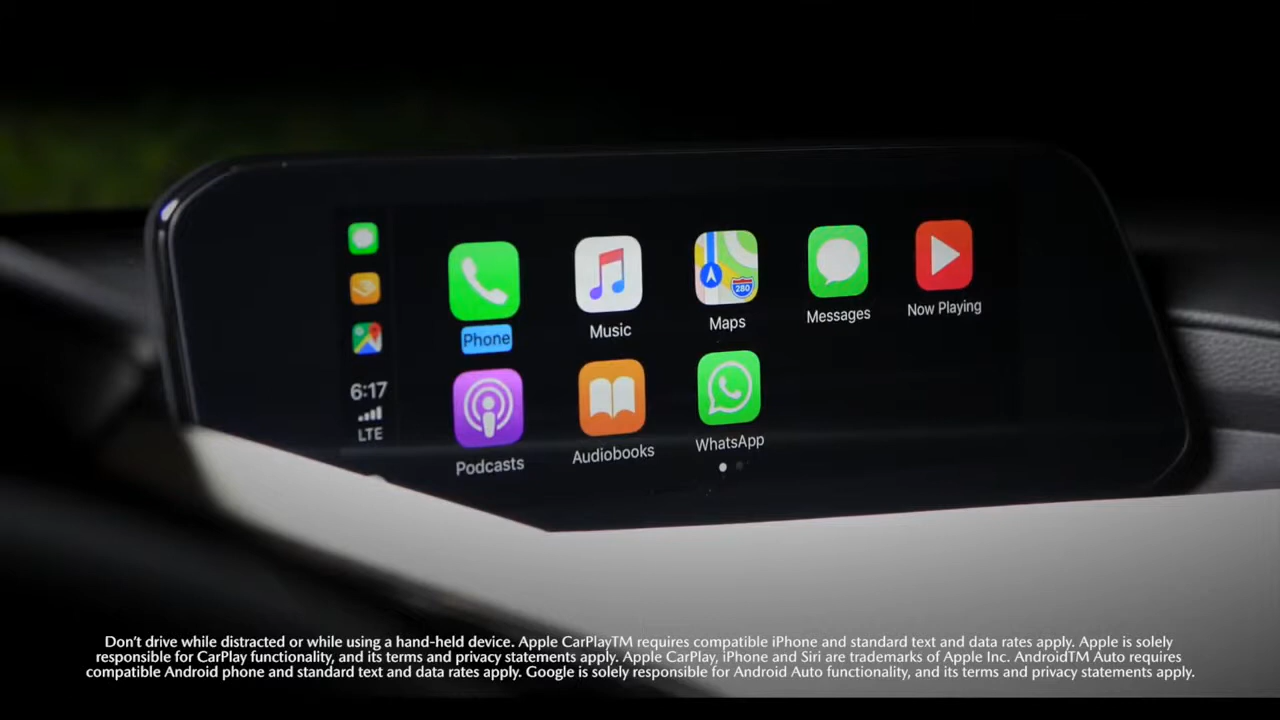 280
Phone
Music
Maps
Messages
Now Playing
6:17
LTE
Podcasts
Audiobooks
WhatsApp
Don't drive while distracted or while using a hand-held device. Apple CarPlayTM requires compatible iPhone and standard text and data rates apply. Apple is solely
responsible for CarPlay functionality, and its terms and privacy statements apply. Apple CarPlay, iPhone and Siri are trademarks of Apple Inc. AndroidTM Auto requires
compatible Android phone and standard text and data rates apply. Google is solely responsible for Android Auto functionality, and its terms and privacy statements apply.